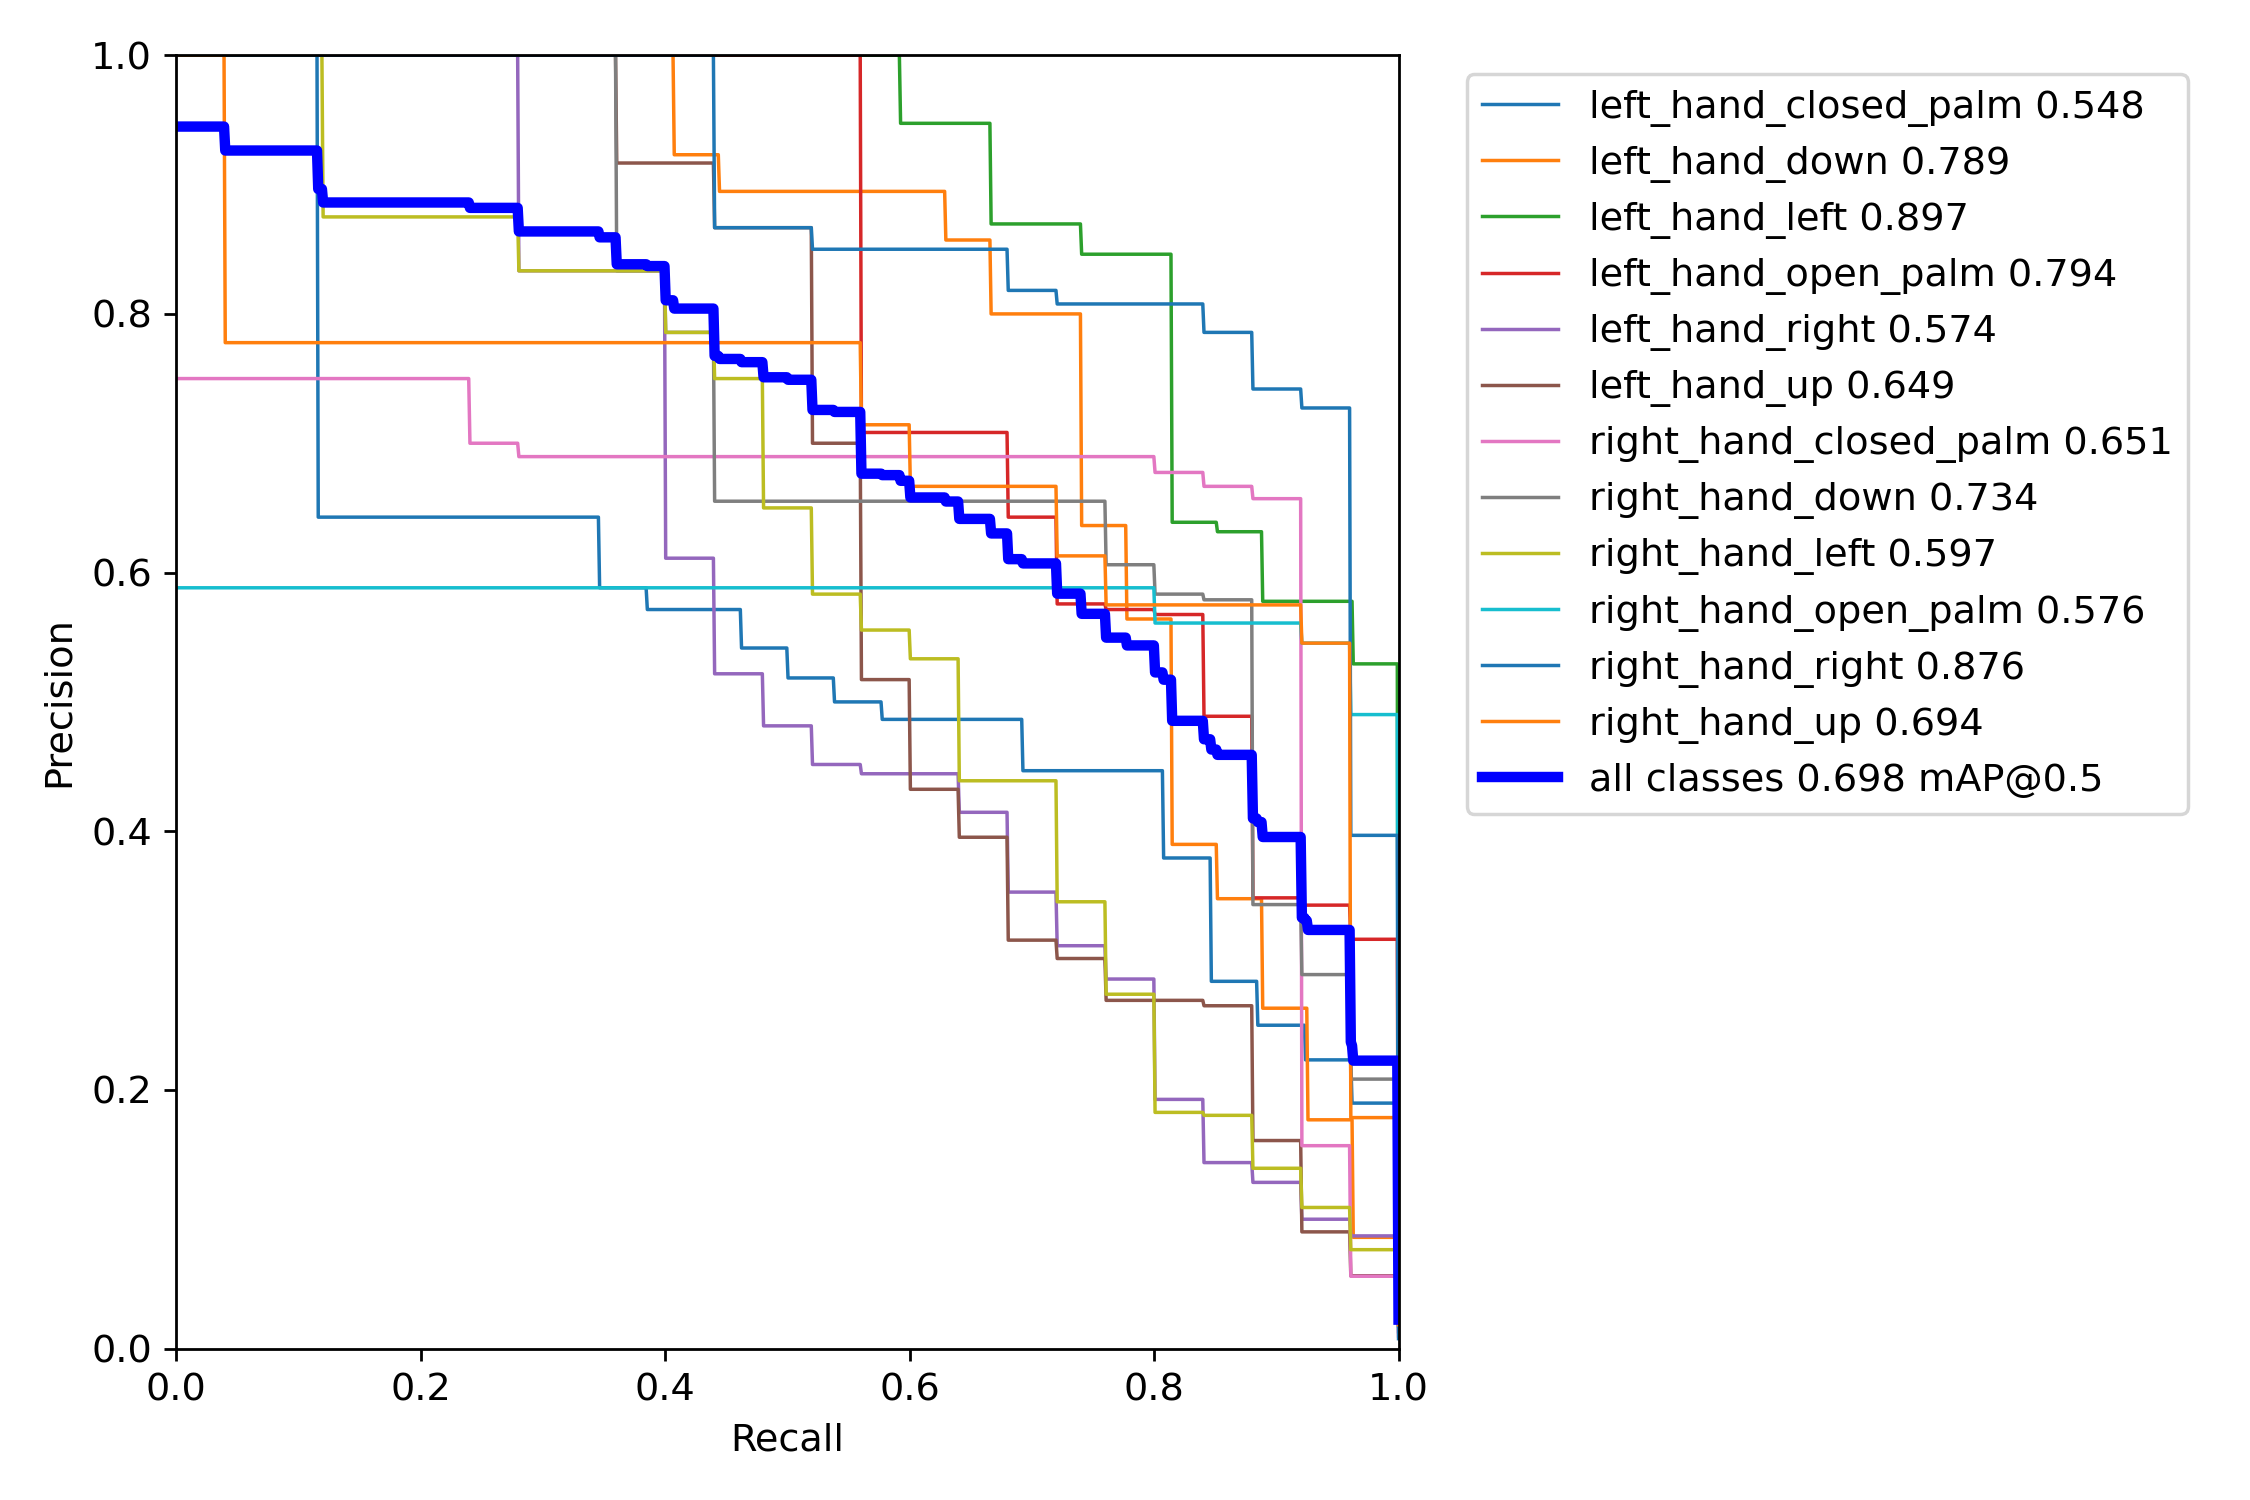 1.0
0.8
0.6
0.4
0.2
0.0
Precision
0.0 0.2 0.4 0.6 0.8 1.0
Recall
left_hand_closed_palm 0.548
left_hand_down 0.789
left_hand_left 0.897
left_hand_open_palm 0.794
left_hand_right 0.574
left_hand_up 0.649
right_hand_closed_palm 0.651
right_hand_down 0.734
right_hand_left 0.597
right_hand_open_palm 0.576
right_hand_right 0.876
right_hand_up 0.694
all classes 0.698 mAP@0.5